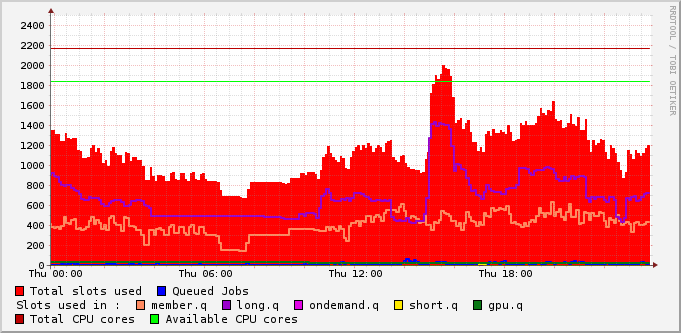 RRDTOOL / TOBI OETIKER
2400
2200
2000
1800
1600
1400
1200
1000
800
600
400
200
0
Thu 00:00 Thu 06:00 Thu 12:00 Thu 18:00
Total slots used Queued Jobs
Slots used in : member.q long.q ondemand.q short.q gpu.q
Total CPU cores Available CPU cores